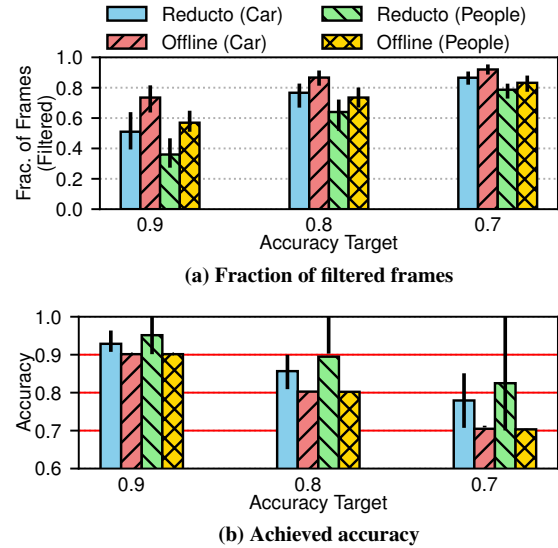 Reducto (Car) Reducto (People)
Offline (Car) Offline (People)
Frac. of Frames
(Filtered)
1.0
0.8
0.6
0.4
0.2
0.0
0.9 0.8 0.7
Accuracy Target
(a) Fraction of filtered frames
Accuracy
1.0
0.9
0.8
0.7
0.6
0.9 0.8 0.7
Accuracy Target
(b) Achieved accuracy